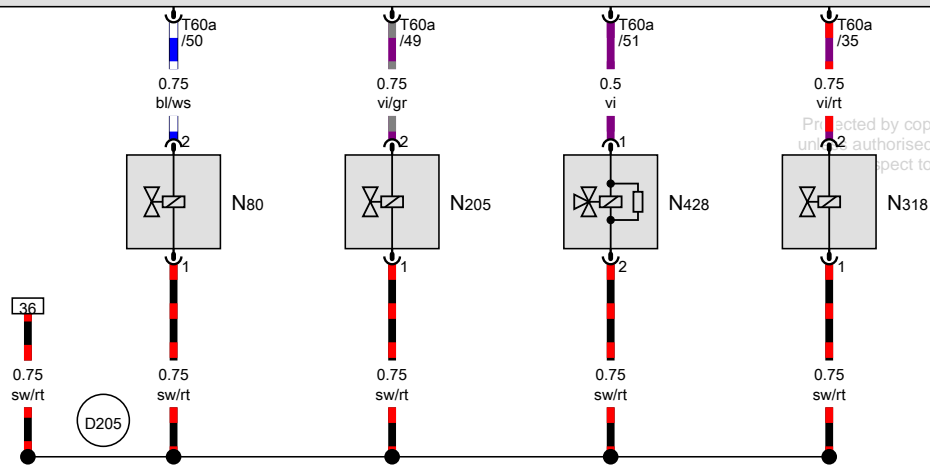 T60a
/50
T60a
/49
T60a
/51
T60a
/35
0.75
bl/ws
0.75
vi/gr
0.5
vi
0.75
vi/rt
authorised
spect to
2
2
1
2
N80
N205
N428
N318
1
1
2
1
36
0.75
sw/rt
0.75
sw/rt
0.75
sw/rt
0.75
sw/rt
0.75
sw/rt
D205